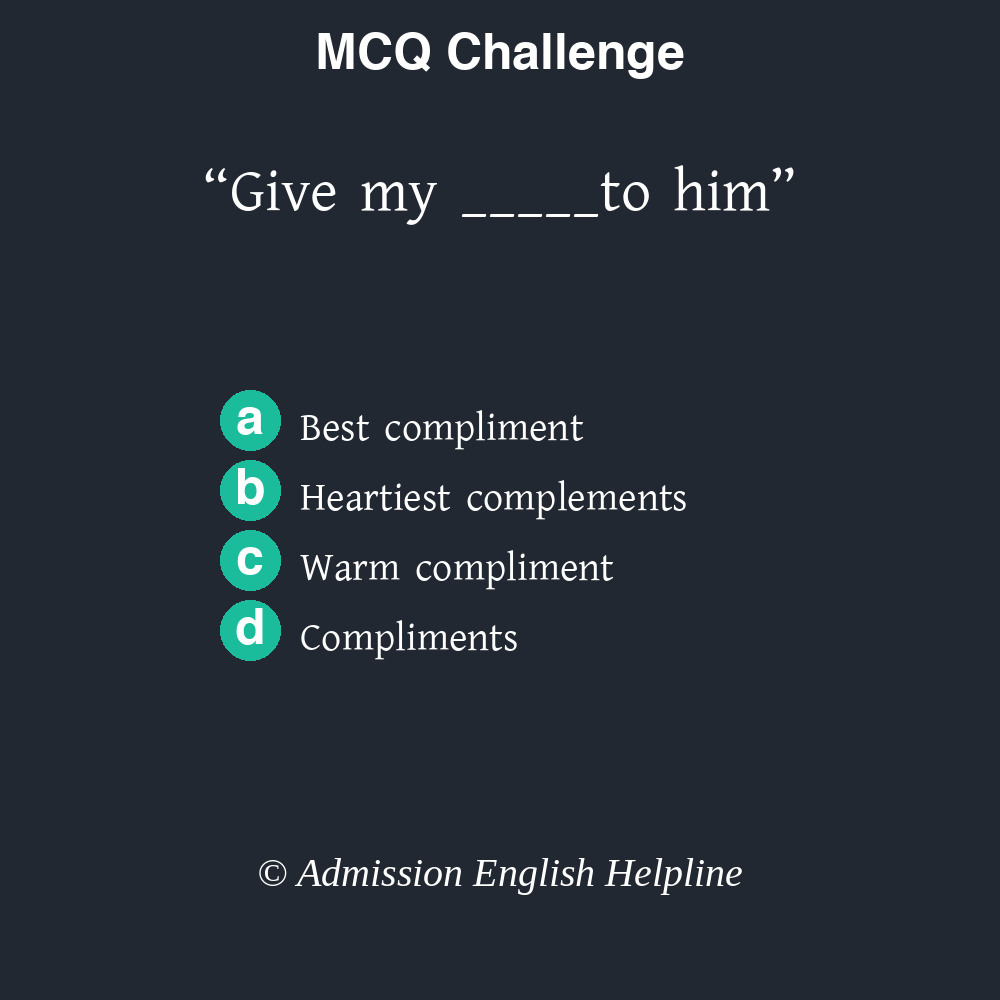 MCQ Challenge
“Give my _____to him”
a Best compliment
b Heartiest complements
c Warm compliment
d Compliments
© Admission English Helpline